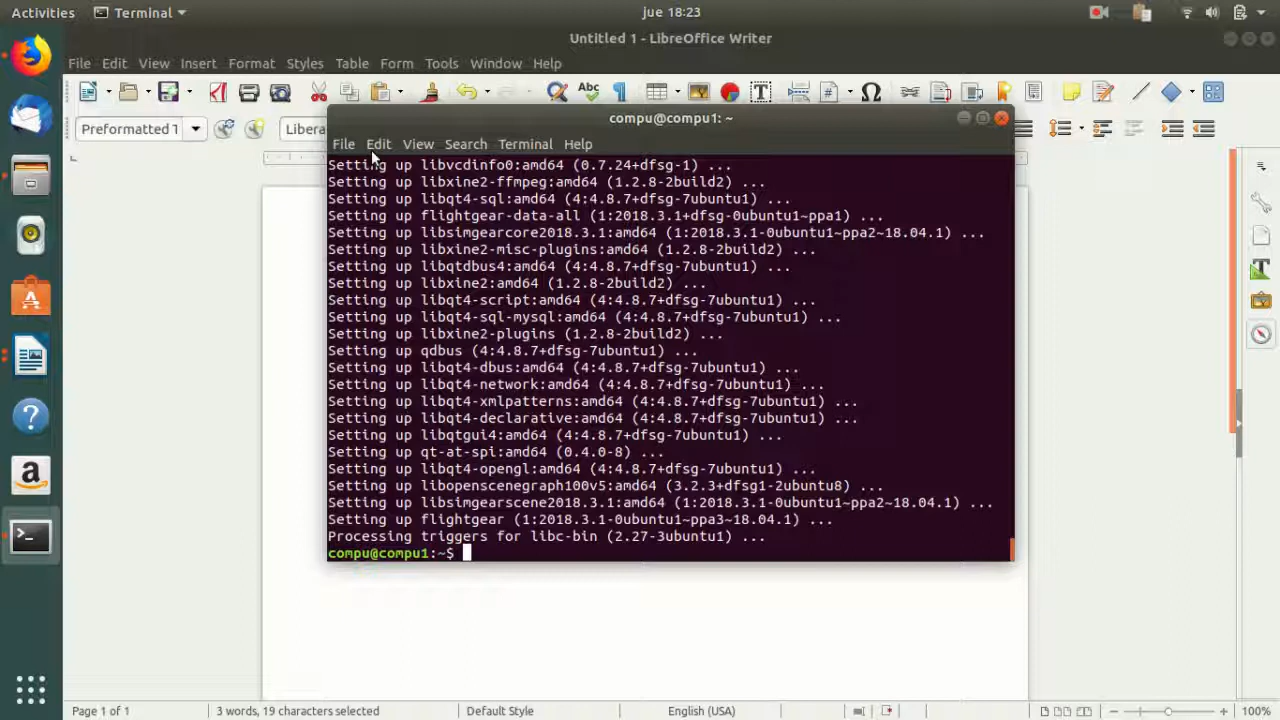 Activities
Terminal
jue 18:23
Untitled 1 - LibreOffice Writer
File Edit View Insert Format Styles Table Form Tools Window Help
Abc
Preformatted T
Libera
compu@compu1: ~
File Edit View Search Terminal Help
Setting up libvcdinfo0:amd64 (0.7.24+dfsg-1) ...
Setting up libxine2-ffmpeg:amd64 (1.2.8-2build2) ...
Setting up libqt4-sql:amd64 (4:4.8.7+dfsg-7ubuntu1) ...
Setting up flightgear-data-all (1:2018.3.1+dfsg-0ubuntu1~ppa1) ...
Setting up libsimgearcore2018.3.1:amd64 (1:2018.3.1-0ubuntu1~ppa2~18.04.1) ...
Setting up libxine2-misc-plugins:amd64 (1.2.8-2build2) ...
Setting up libqtdbus4:amd64 (4:4.8.7+dfsg-7ubuntu1) ...
Setting up libxine2:amd64 (1.2.8-2build2) ...
Setting up libqt4-script:amd64 (4:4.8.7+dfsg-7ubuntu1) ...
Setting up libqt4-sql-mysql:amd64 (4:4.8.7+dfsg-7ubuntu1) ...
Setting up libxine2-plugins (1.2.8-2build2) ...
Setting up qdbus (4:4.8.7+dfsg-7ubuntu1) ...
Setting up libqt4-dbus:amd64 (4:4.8.7+dfsg-7ubuntu1) ...
Setting up libqt4-network:amd64 (4:4.8.7+dfsg-7ubuntu1) ...
Setting up libqt4-xmlpatterns:amd64 (4:4.8.7+dfsg-7ubuntu1) ...
Setting up libqt4-declarative:amd64 (4:4.8.7+dfsg-7ubuntu1) ...
Setting up libqtgui4:amd64 (4:4.8.7+dfsg-7ubuntu1) ...
Setting up qt-at-spi:amd64 (0.4.0-8) ...
Setting up libqt4-opengl:amd64 (4:4.8.7+dfsg-7ubuntu1) ...
Setting up libopenscenegraph100v5:amd64 (3.2.3+dfsg1-2ubuntu8) ...
Setting up libsimgearscene2018.3.1:amd64 (1:2018.3.1-0ubuntu1~ppa2~18.04.1) ...
Setting up flightgear (1:2018.3.1-0ubuntu1~ppa3~18.04.1) ...
Processing triggers for libc-bin (2.27-3ubuntu1) ...
compu@compu1:~$
Page 1 of 1
3 words, 19 characters selected
Default Style
English (USA)
100%